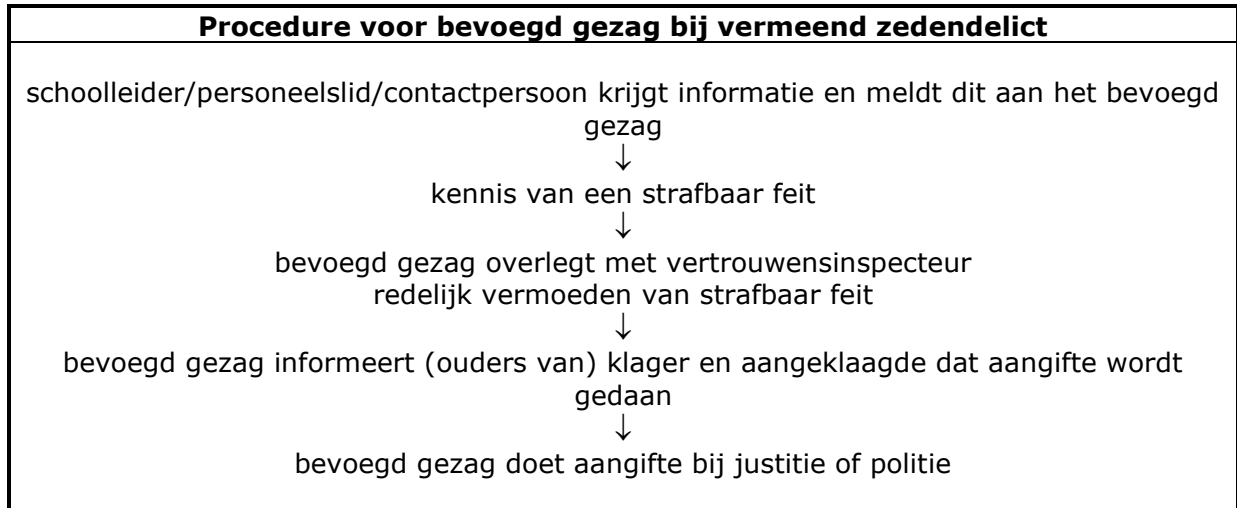 Procedure voor bevoegd gezag bij vermeend zedendelict
schoolleider/personeelslid/contactpersoon krijgt informatie en meldt dit aan het bevoegd
gezag
↓
kennis van een strafbaar feit
↓
bevoegd gezag overlegt met vertrouwensinspecteur
redelijk vermoeden van strafbaar feit
↓
bevoegd gezag informeert (ouders van) klager en aangeklaagde dat aangifte wordt
gedaan
↓
bevoegd gezag doet aangifte bij justitie of politie